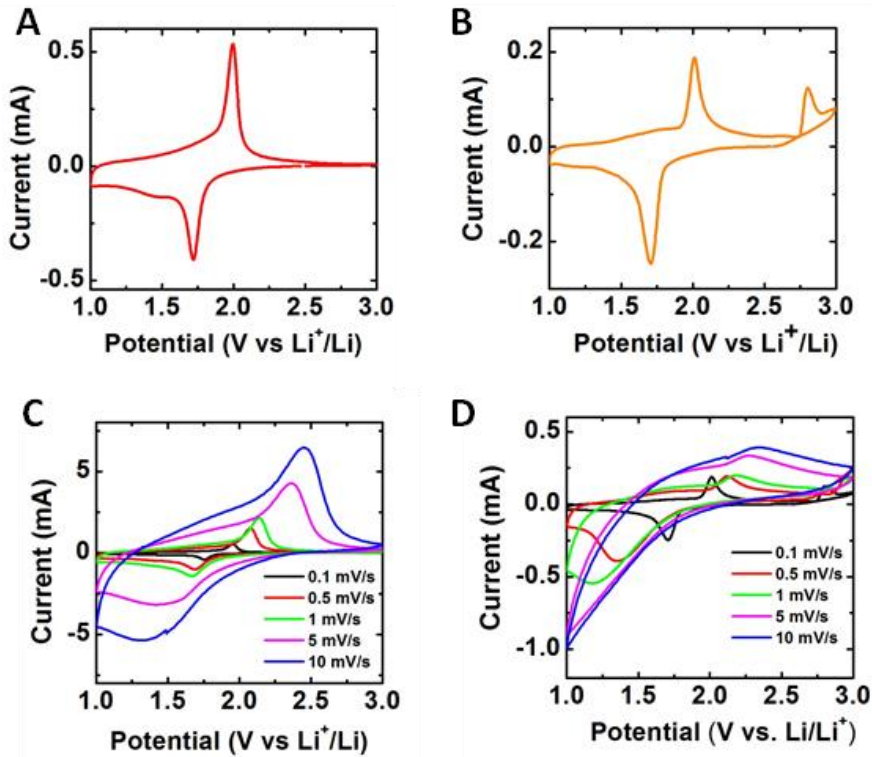 A
Current (mA)
0.5
0.0
-0.5
1.0 1.5 2.0 2.5 3.0
Potential (V vs Li⁺/Li)
B
Current (mA)
0.2
0.0
-0.2
1.0 1.5 2.0 2.5 3.0
Potential (V vs Li⁺/Li)
C
Current (mA)
5
0
-5
0.1 mV/s
0.5 mV/s
1 mV/s
5 mV/s
10 mV/s
1.0 1.5 2.0 2.5 3.0
Potential (V vs Li⁺/Li)
D
Current (mA)
0.5
0.0
-0.5
-1.0
0.1 mV/s
0.5 mV/s
1 mV/s
5 mV/s
10 mV/s
1.0 1.5 2.0 2.5 3.0
Potential (V vs. Li/Li⁺)